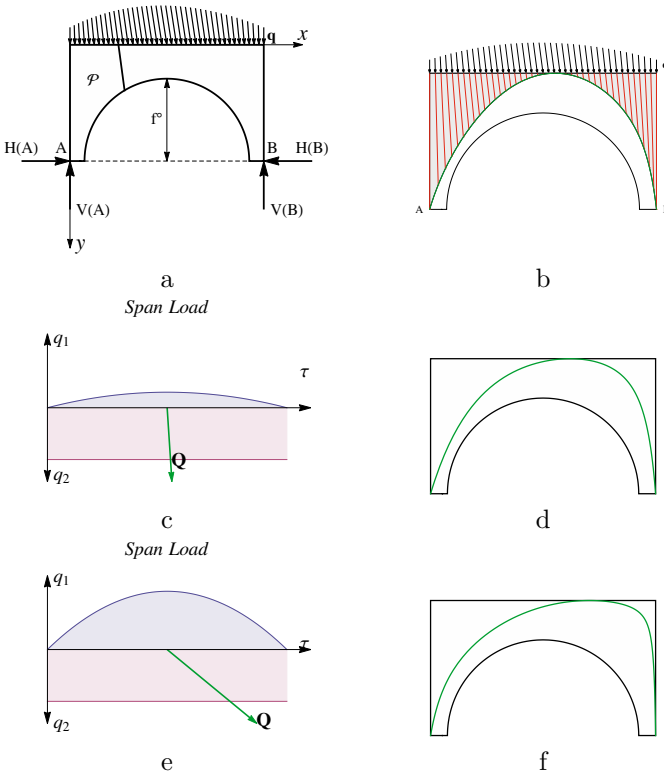 q
x
𝒫
f°
H(A)
A
B
H(B)
V(A)
V(B)
y
a
A
b
Span Load
q₁
τ
Q
q₂
c
d
Span Load
q₁
τ
Q
q₂
e
f